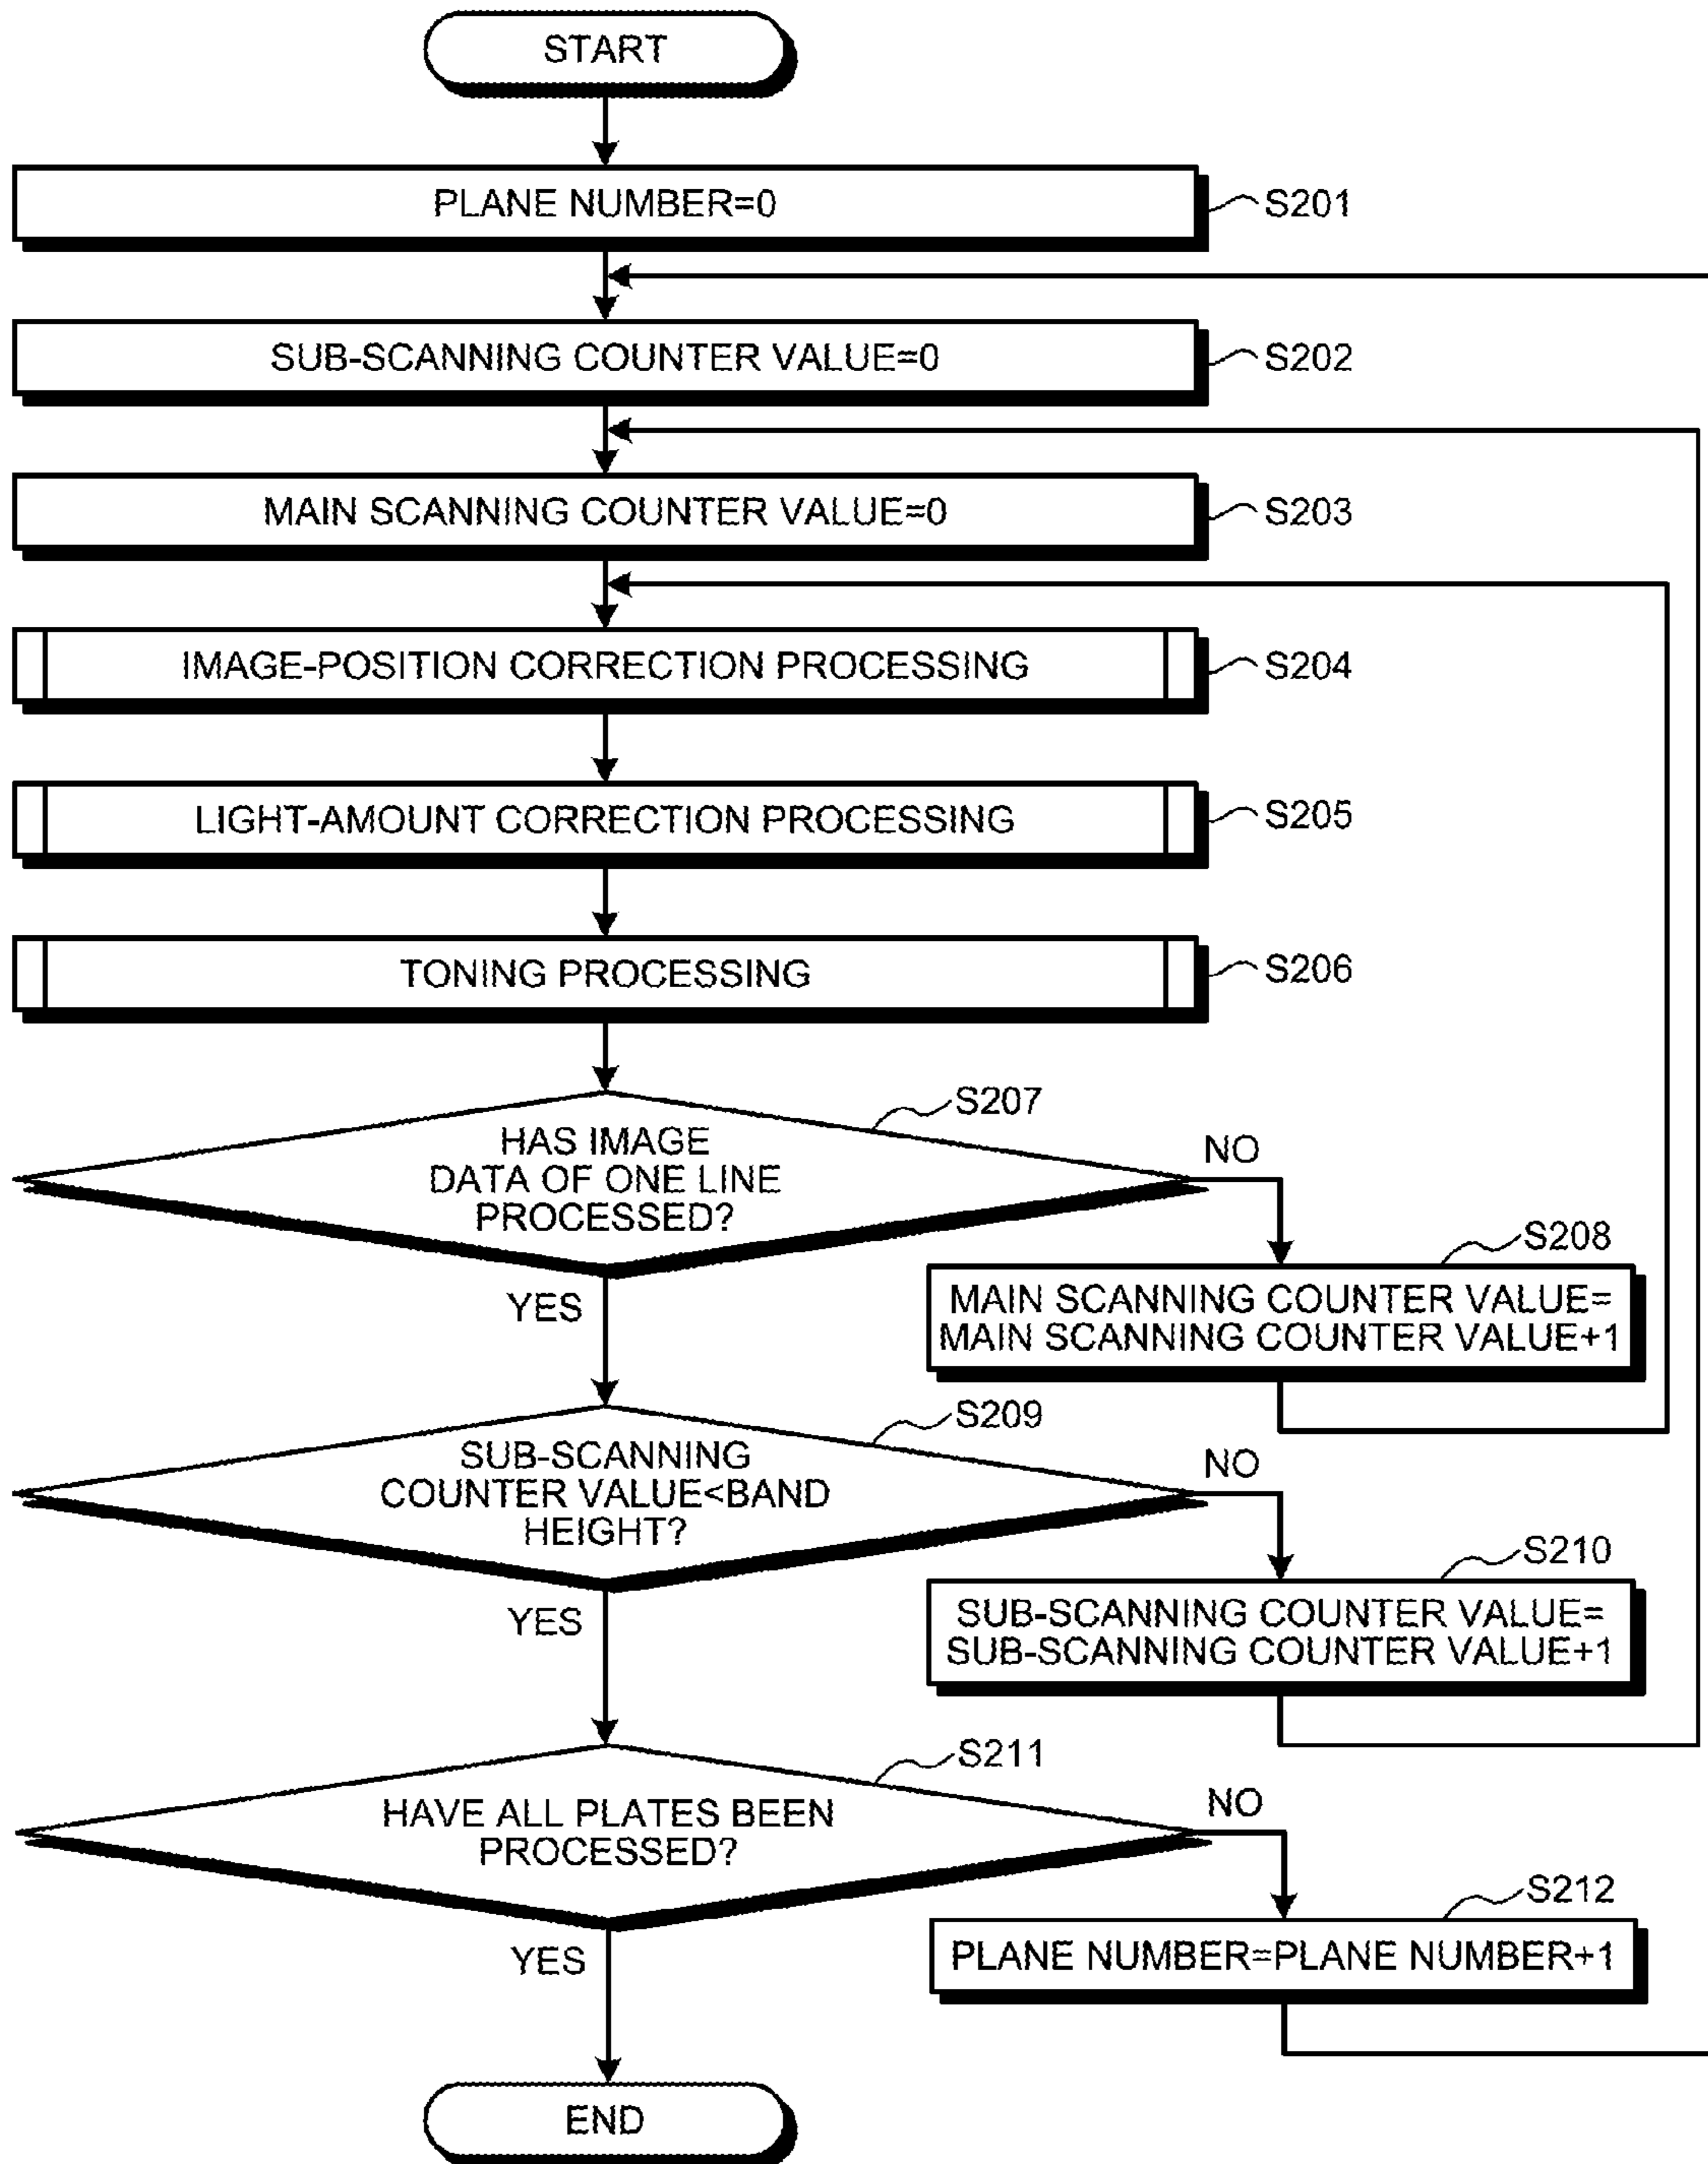 START
PLANE NUMBER=0
S201
SUB-SCANNING COUNTER VALUE=0
S202
MAIN SCANNING COUNTER VALUE=0
S203
IMAGE-POSITION CORRECTION PROCESSING
S204
LIGHT-AMOUNT CORRECTION PROCESSING
S205
TONING PROCESSING
S206
S207
HAS IMAGE
DATA OF ONE LINE
PROCESSED?
NO
YES
S208
MAIN SCANNING COUNTER VALUE=
MAIN SCANNING COUNTER VALUE+1
S209
SUB-SCANNING
COUNTER VALUE<BAND
HEIGHT?
NO
YES
S210
SUB-SCANNING COUNTER VALUE=
SUB-SCANNING COUNTER VALUE+1
S211
HAVE ALL PLATES BEEN
PROCESSED?
NO
YES
S212
PLANE NUMBER=PLANE NUMBER+1
END